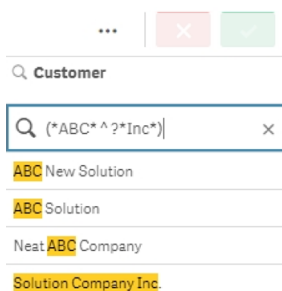 ...
Customer
(*ABC* ^ ?*Inc*)
ABC New Solution
ABC Solution
Neat ABC Company
Solution Company Inc.